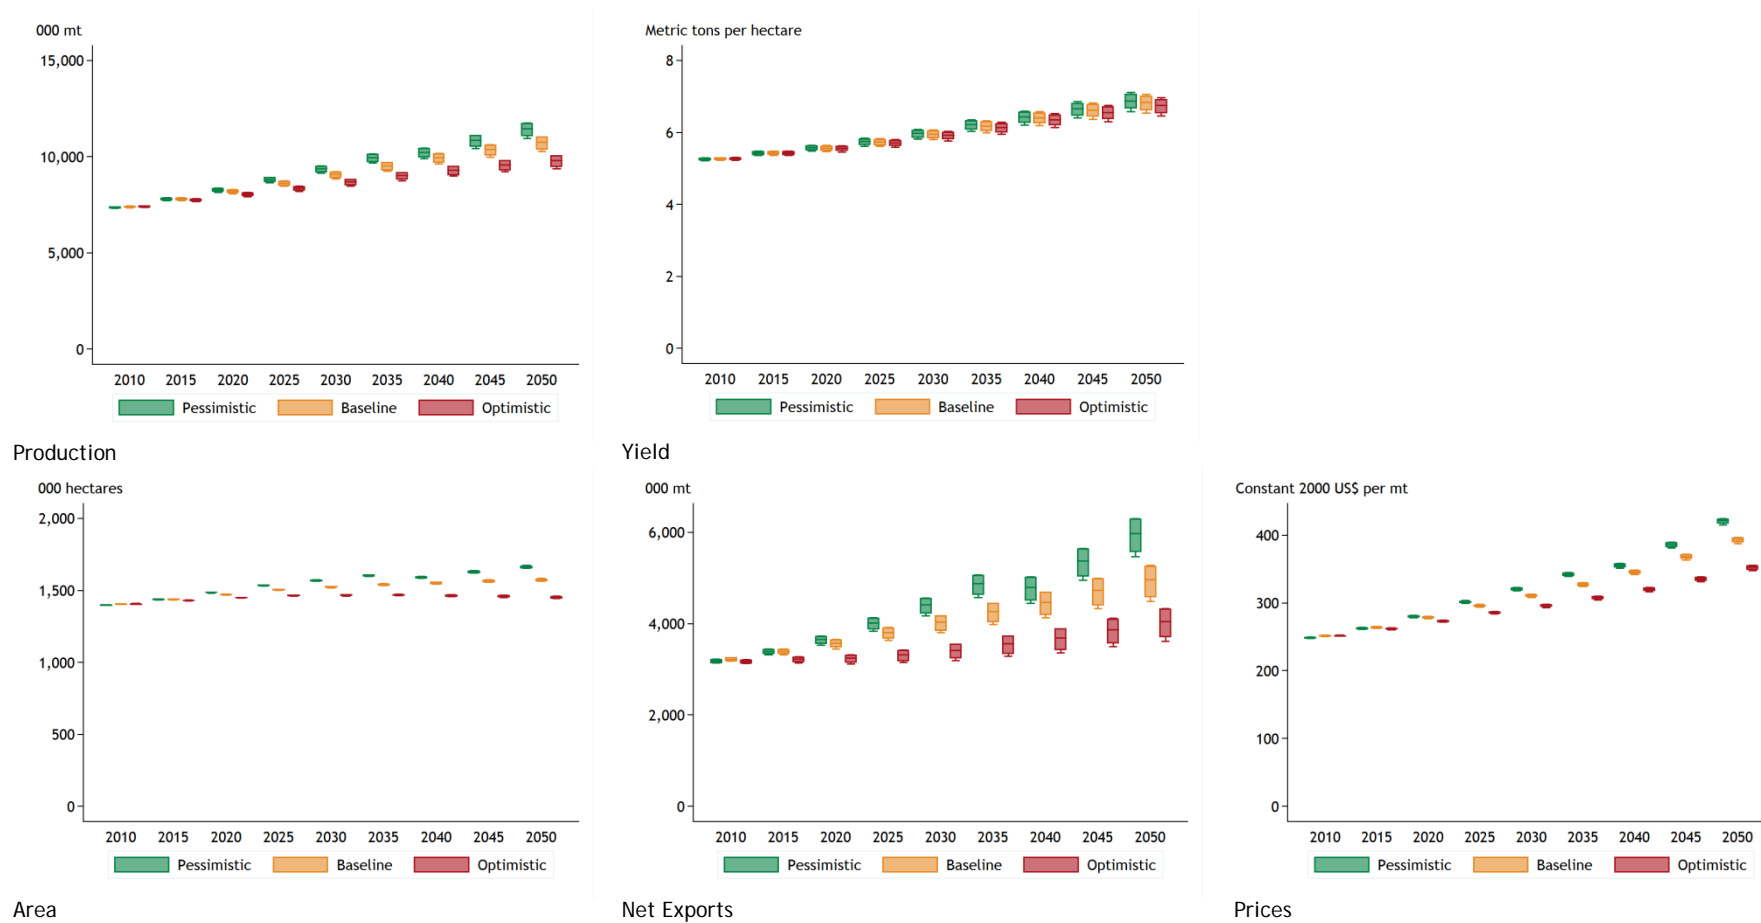 000 mt
15,000
10,000
5,000
0
2010 2015 2020 2025 2030 2035 2040 2045 2050
Pessimistic Baseline Optimistic
Production
Metric tons per hectare
8
6
4
2
0
2010 2015 2020 2025 2030 2035 2040 2045 2050
Pessimistic Baseline Optimistic
Yield
000 hectares
2,000
1,500
1,000
500
0
2010 2015 2020 2025 2030 2035 2040 2045 2050
Pessimistic Baseline Optimistic
Area
000 mt
6,000
4,000
2,000
0
2010 2015 2020 2025 2030 2035 2040 2045 2050
Pessimistic Baseline Optimistic
Net Exports
Constant 2000 US$ per mt
400
300
200
100
0
2010 2015 2020 2025 2030 2035 2040 2045 2050
Pessimistic Baseline Optimistic
Prices